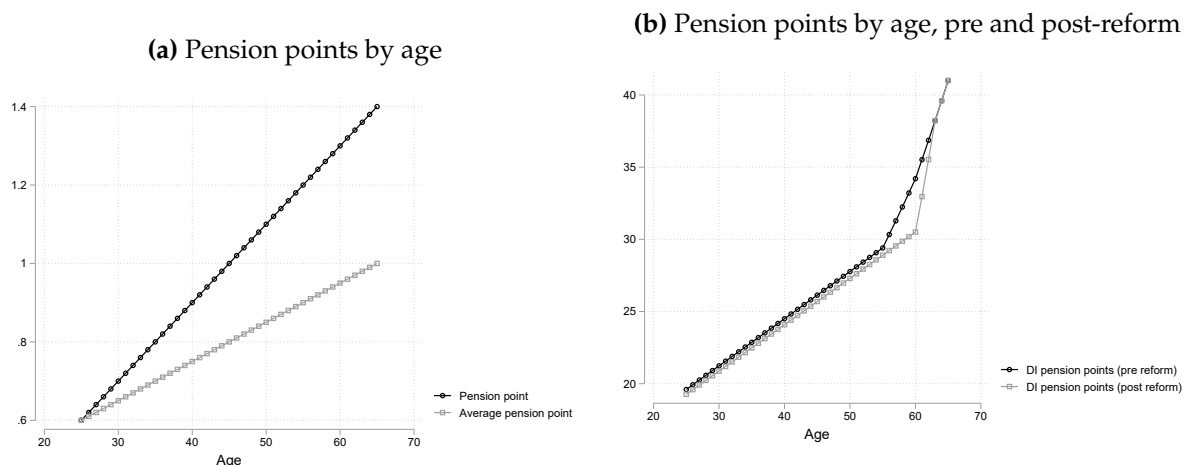 (a) Pension points by age
1.4
1.2
1
.8
.6
20 30 40 50 60 70
Age
Pension point
Average pension point
(b) Pension points by age, pre and post-reform
40
35
30
25
20
20 30 40 50 60 70
Age
DI pension points (pre reform)
DI pension points (post reform)